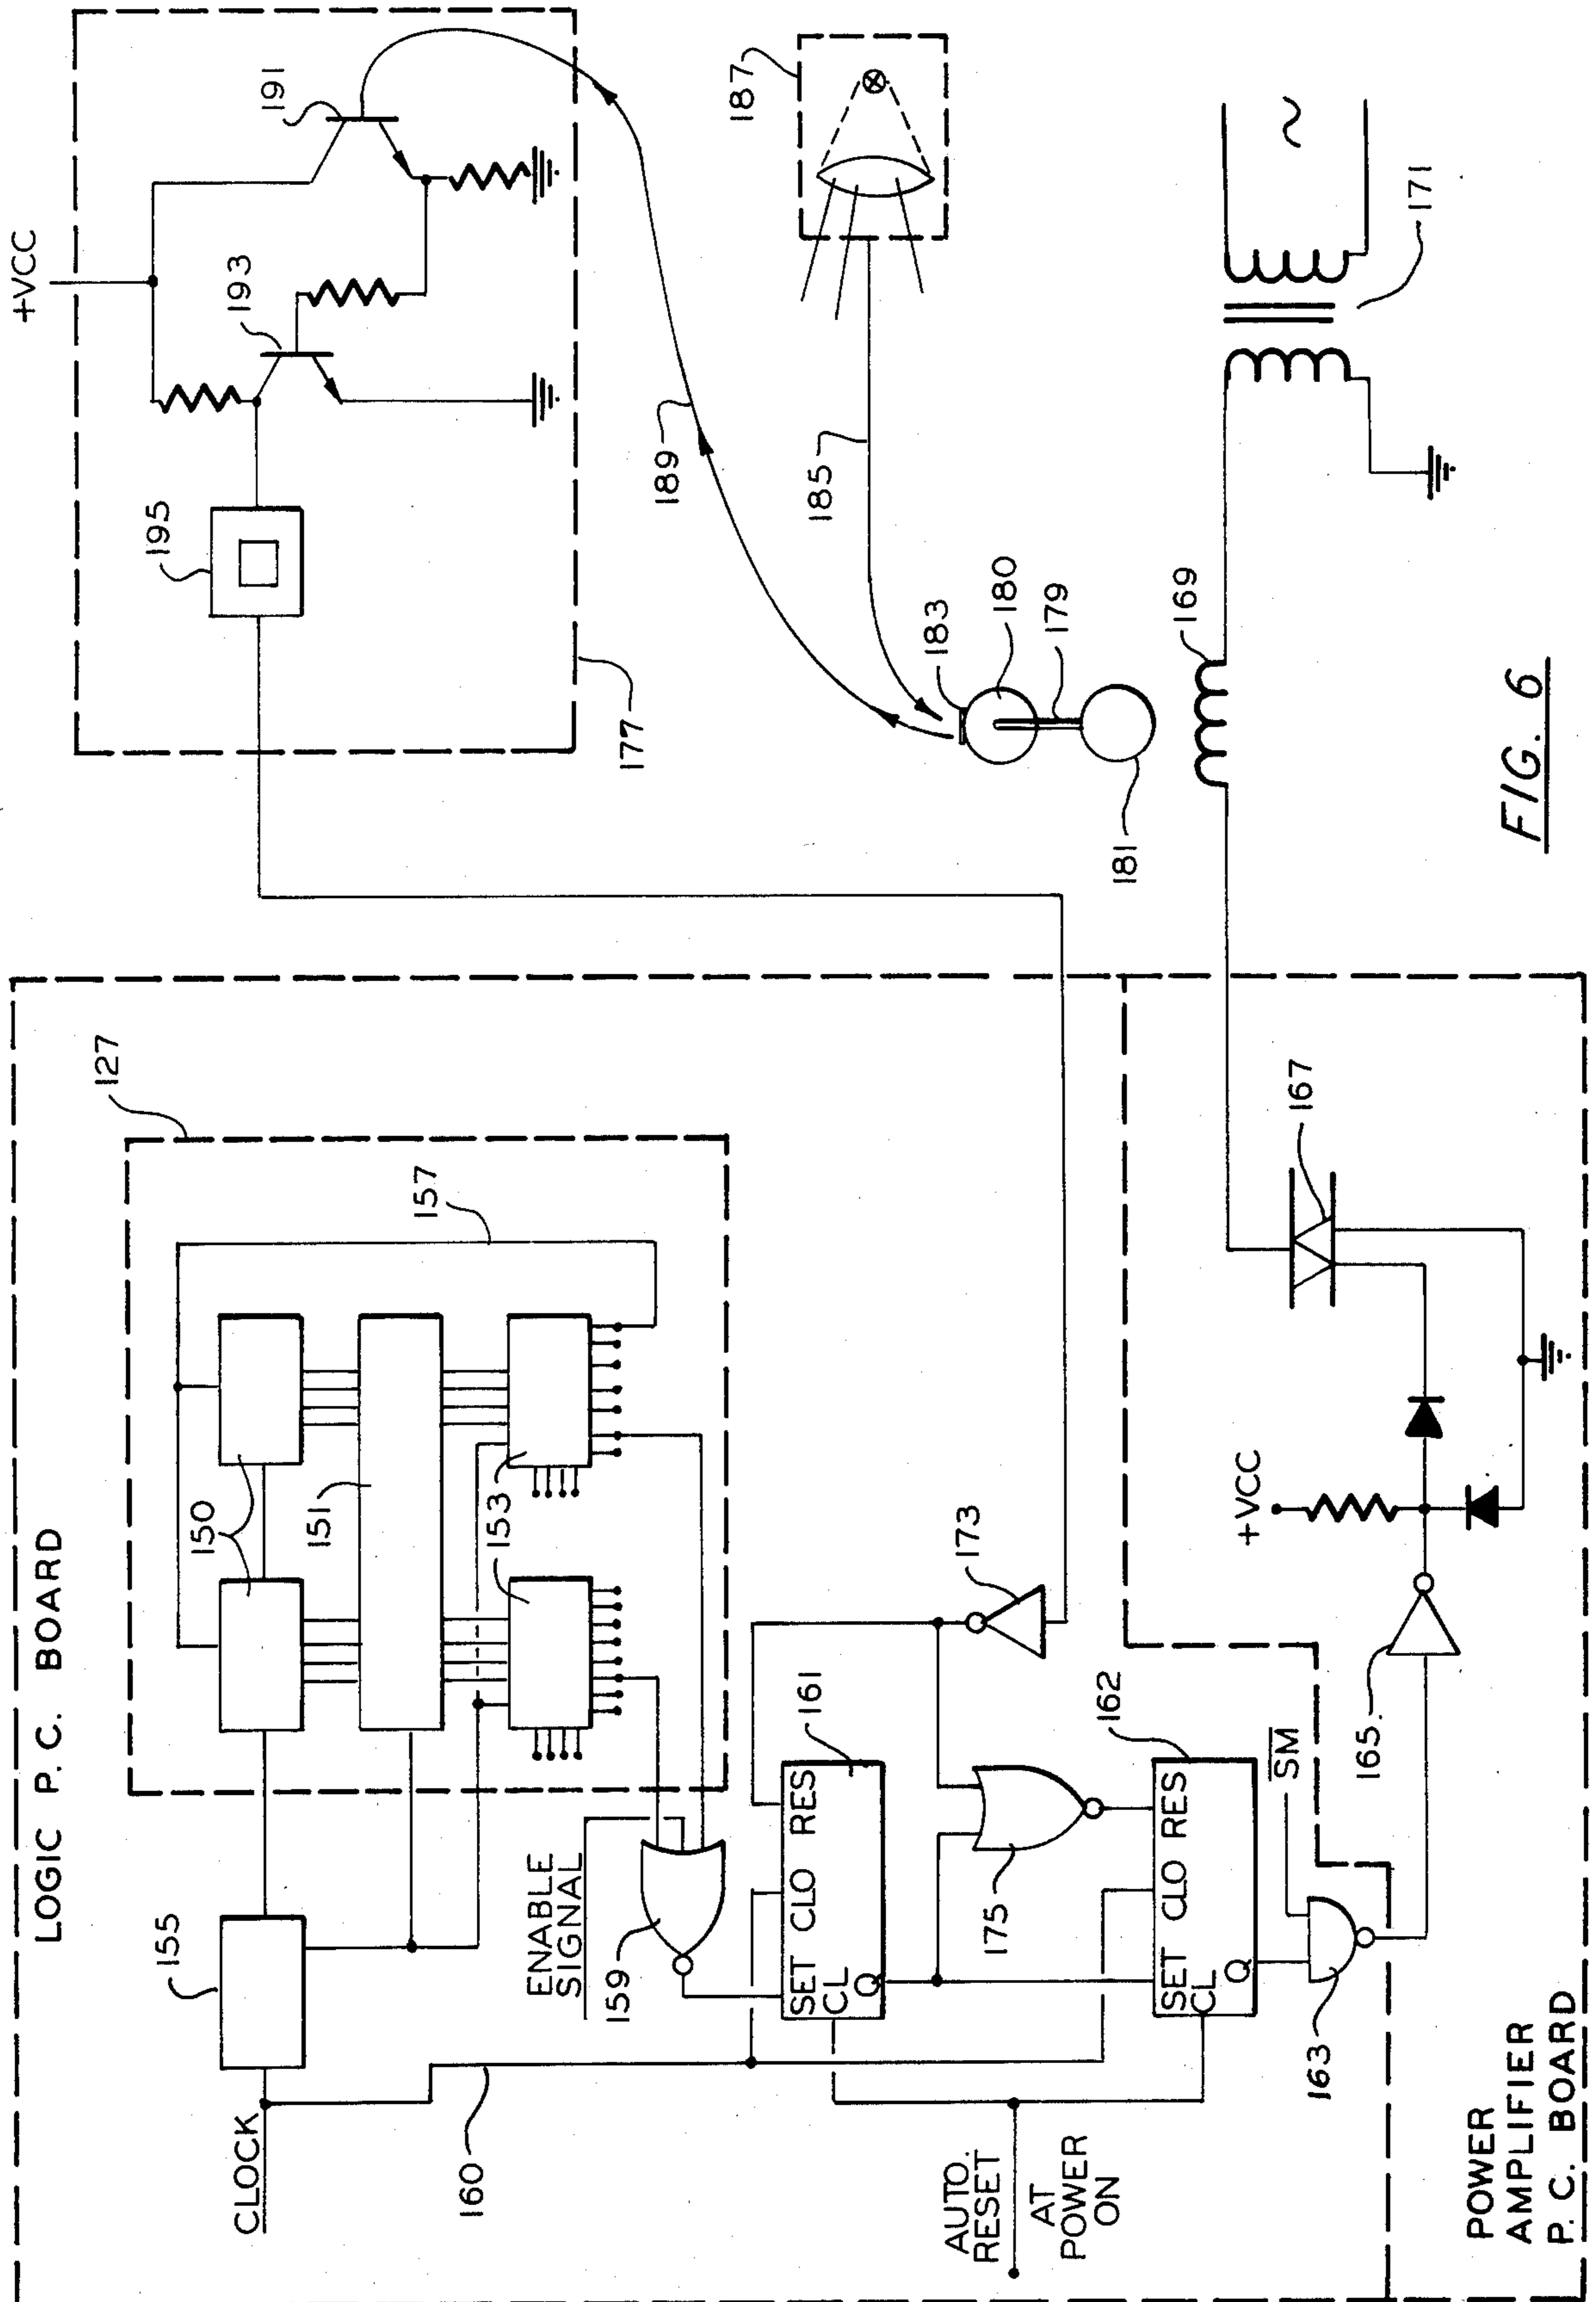 LOGIC P. C. BOARD
127
155
150
151
153
157
CLOCK
160
ENABLE
SIGNAL
159
SET CLO RES
CL
Q
161
173
175
AUTO.
RESET
AT
POWER
ON
SET CLO RES
CL
Q
162
SM
163
165
+VCC
167
POWER
AMPLIFIER
P. C. BOARD
+VCC
191
193
195
177
189
187
185
183
180
179
181
169
171
~
FIG. 6